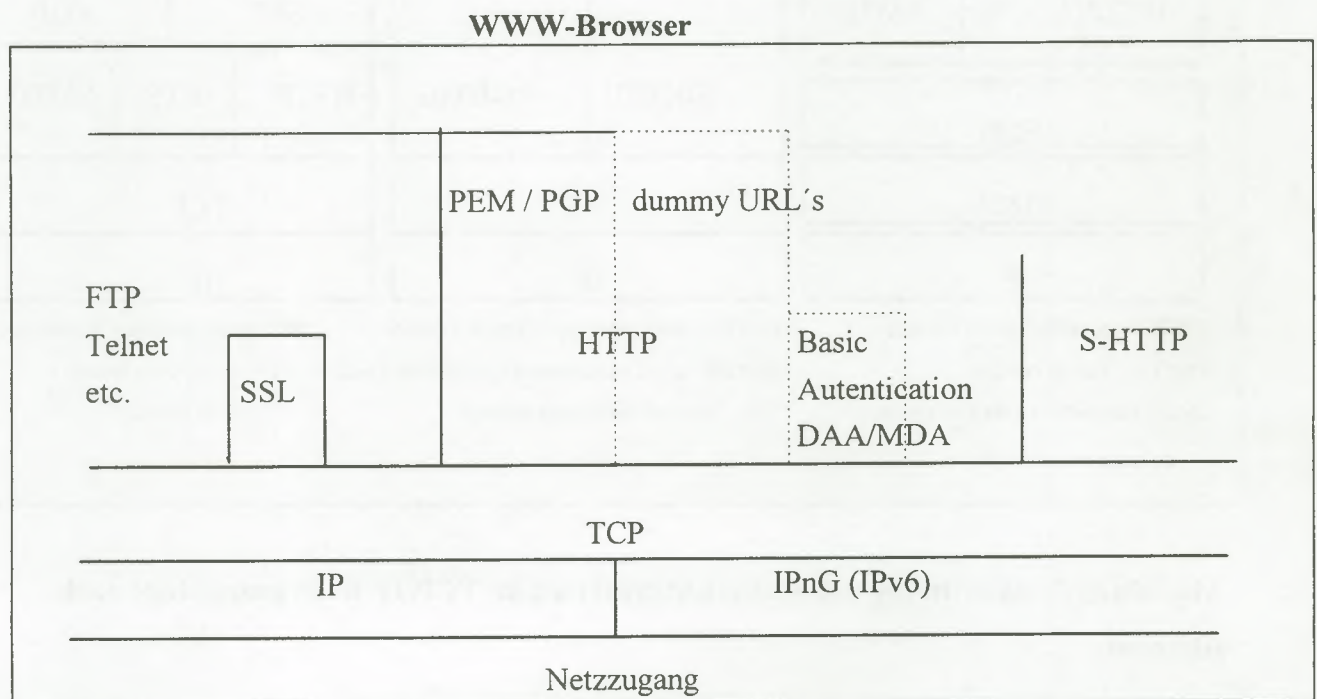 WWW-Browser
PEM / PGP
dummy URL´s
FTP
Telnet
etc.
SSL
HTTP
Basic
Autentication
DAA/MDA
S-HTTP
TCP
IP
IPnG (IPv6)
Netzzugang